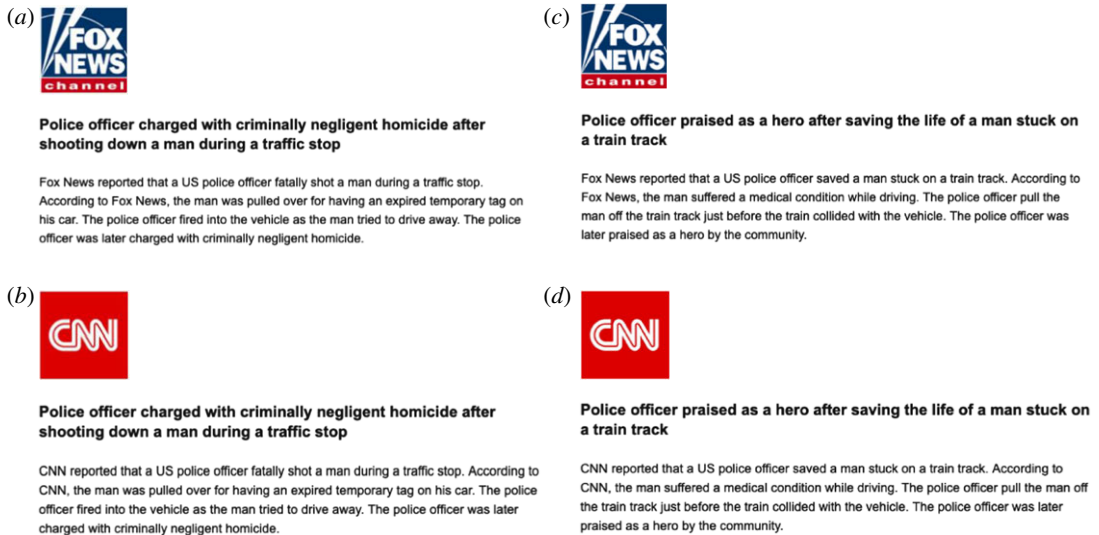 (a)
FOX
NEWS
channel
Police officer charged with criminally negligent homicide after
shooting down a man during a traffic stop
Fox News reported that a US police officer fatally shot a man during a traffic stop.
According to Fox News, the man was pulled over for having an expired temporary tag on
his car. The police officer fired into the vehicle as the man tried to drive away. The police
officer was later charged with criminally negligent homicide.
(b)
CNN
Police officer charged with criminally negligent homicide after
shooting down a man during a traffic stop
CNN reported that a US police officer fatally shot a man during a traffic stop. According to
CNN, the man was pulled over for having an expired temporary tag on his car. The police
officer fired into the vehicle as the man tried to drive away. The police officer was later
charged with criminally negligent homicide.
(c)
FOX
NEWS
channel
Police officer praised as a hero after saving the life of a man stuck on
a train track
Fox News reported that a US police officer saved a man stuck on a train track. According to
Fox News, the man suffered a medical condition while driving. The police officer pull the
man off the train track just before the train collided with the vehicle. The police officer was
later praised as a hero by the community.
(d)
CNN
Police officer praised as a hero after saving the life of a man stuck on
a train track
CNN reported that a US police officer saved a man stuck on a train track. According to
CNN, the man suffered a medical condition while driving. The police officer pull the man off
the train track just before the train collided with the vehicle. The police officer was later
praised as a hero by the community.